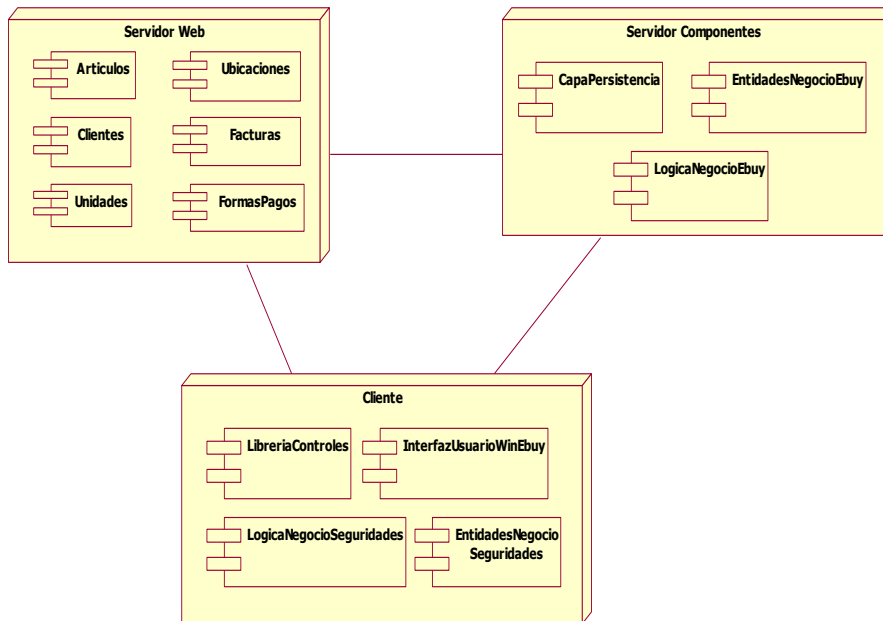 Servidor Web
Articulos
Ubicaciones
Clientes
Facturas
Unidades
FormasPagos
Servidor Componentes
CapaPersistencia
EntidadesNegocioEbuy
LogicaNegocioEbuy
Cliente
LibreriaControles
InterfazUsuarioWinEbuy
LogicaNegocioSeguridades
EntidadesNegocio
Seguridades